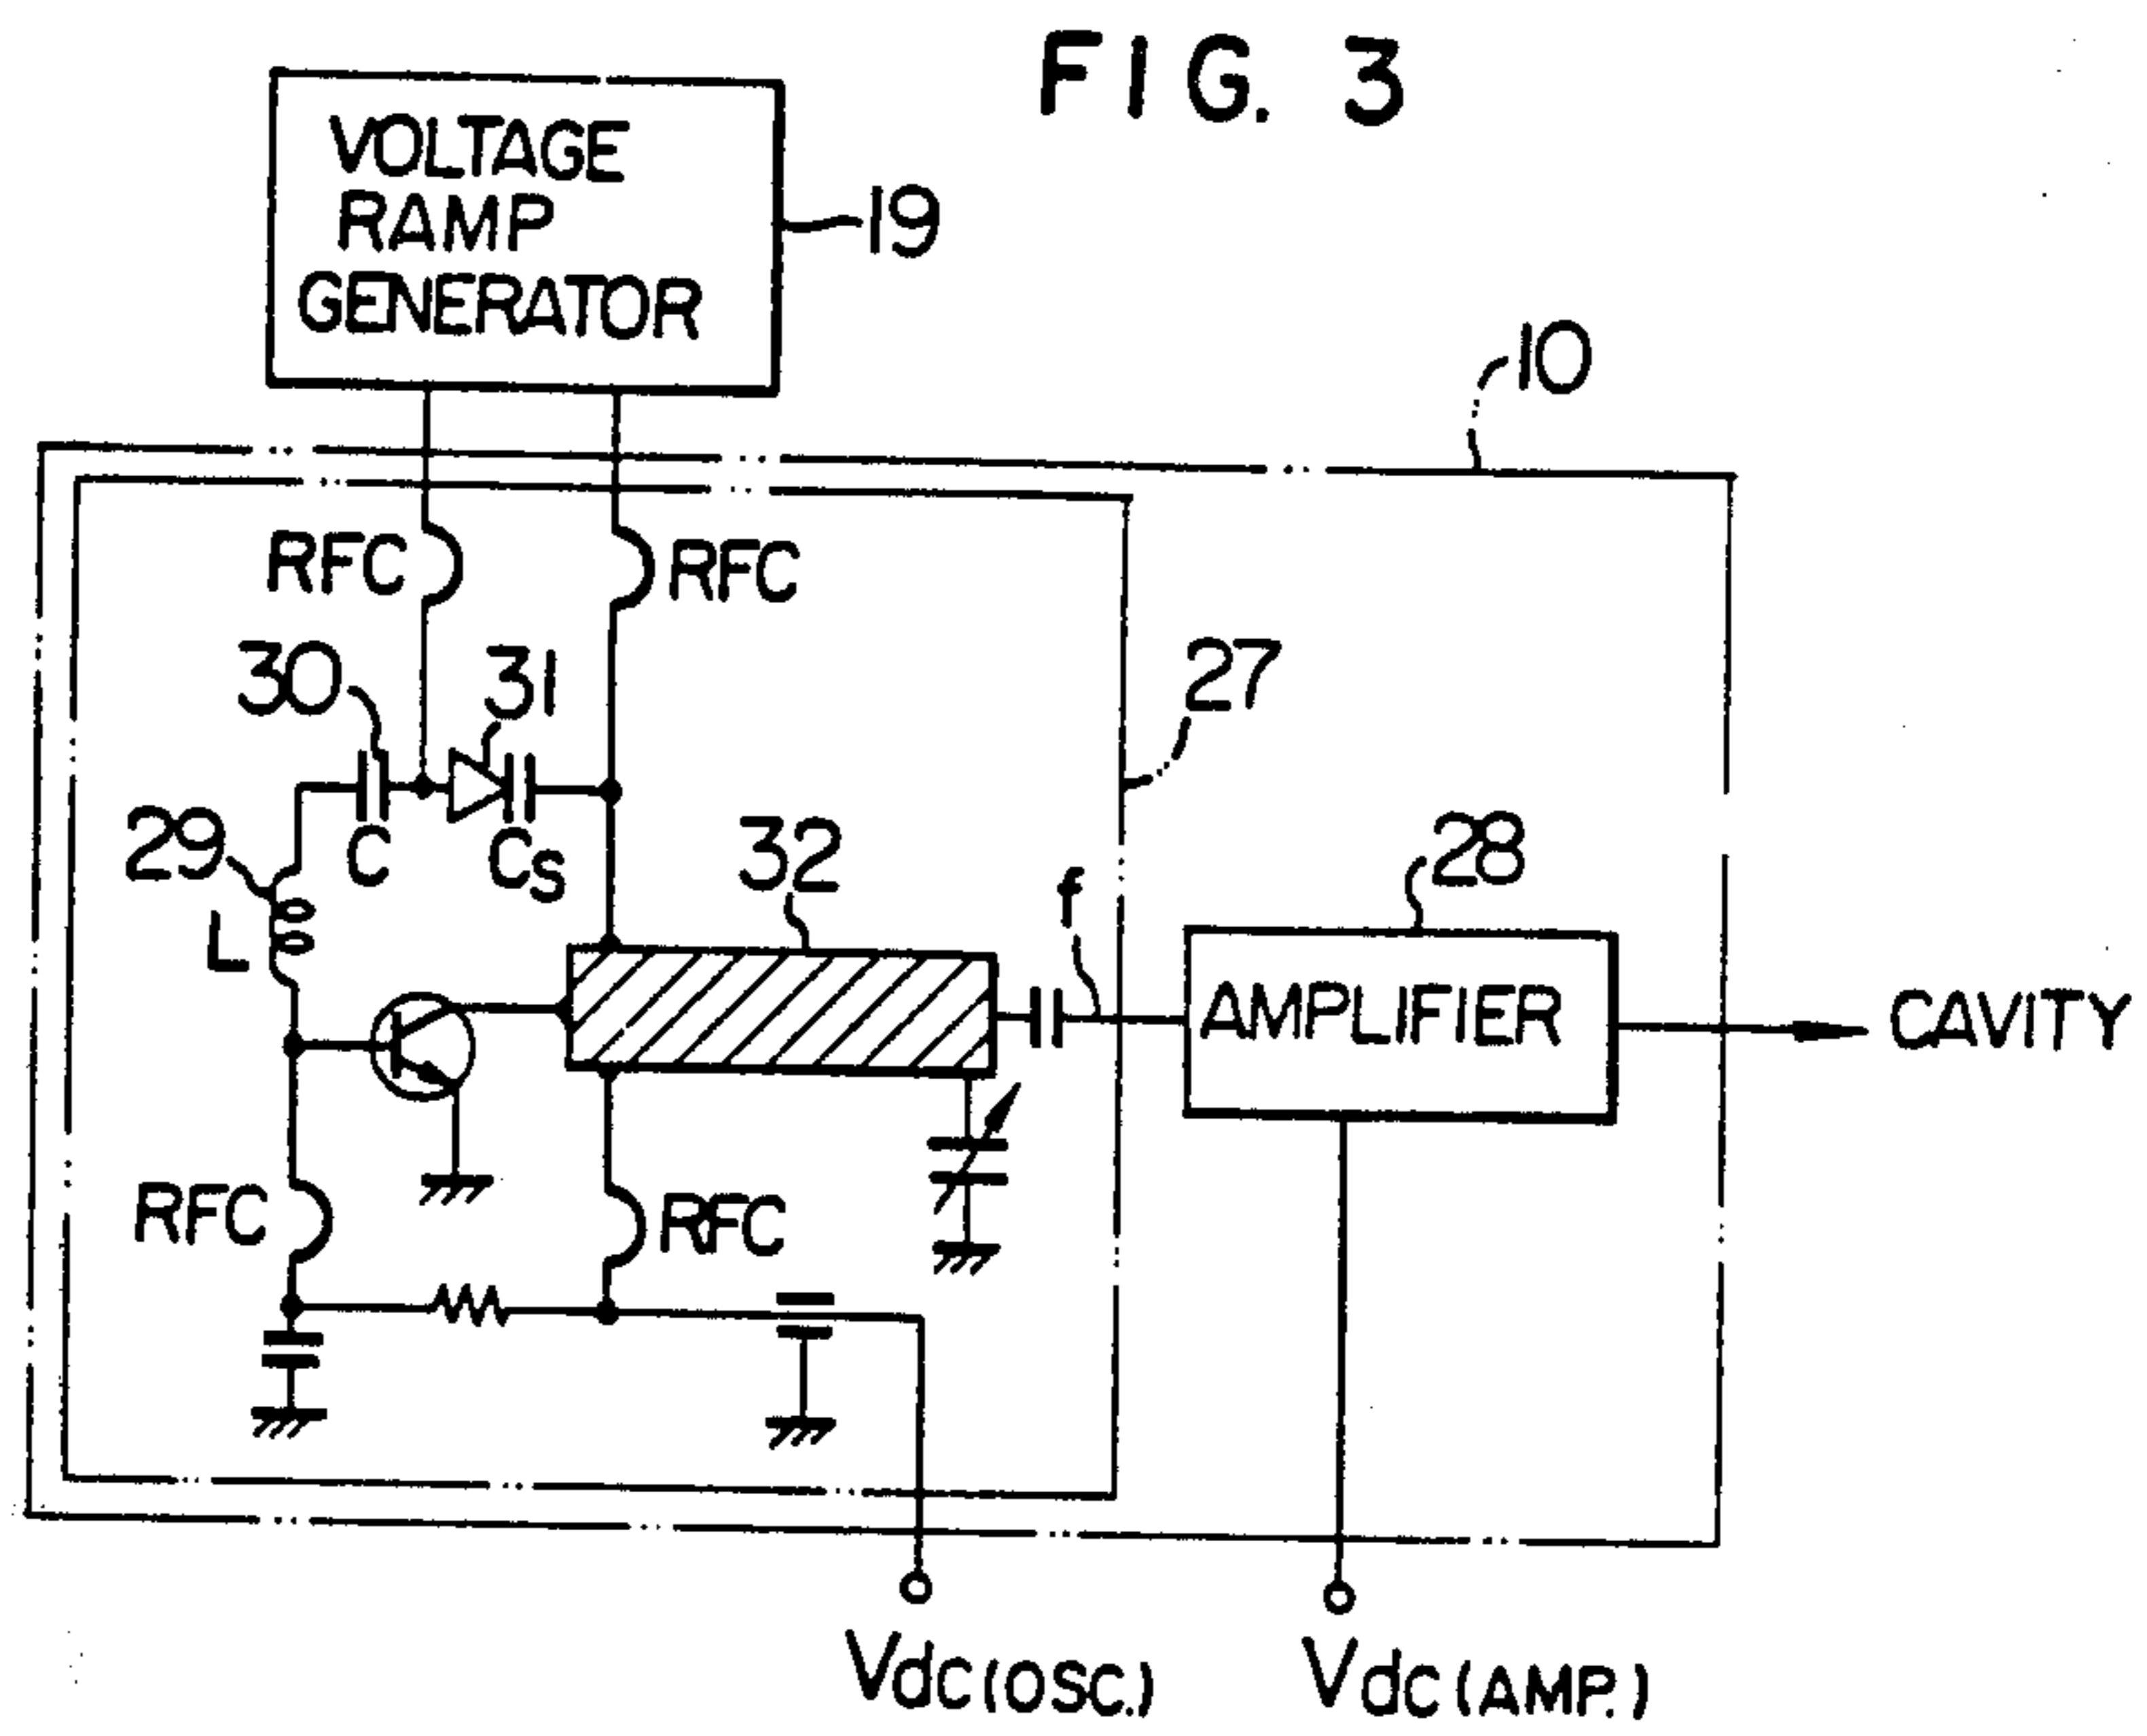 FIG. 3
VOLTAGE
RAMP
GENERATOR
19
10
RFC
RFC
30
31
27
29
C
Cs
32
f
28
L
AMPLIFIER
CAVITY
RFC
RFC
Vdc(OSC.)
Vdc(AMP.)